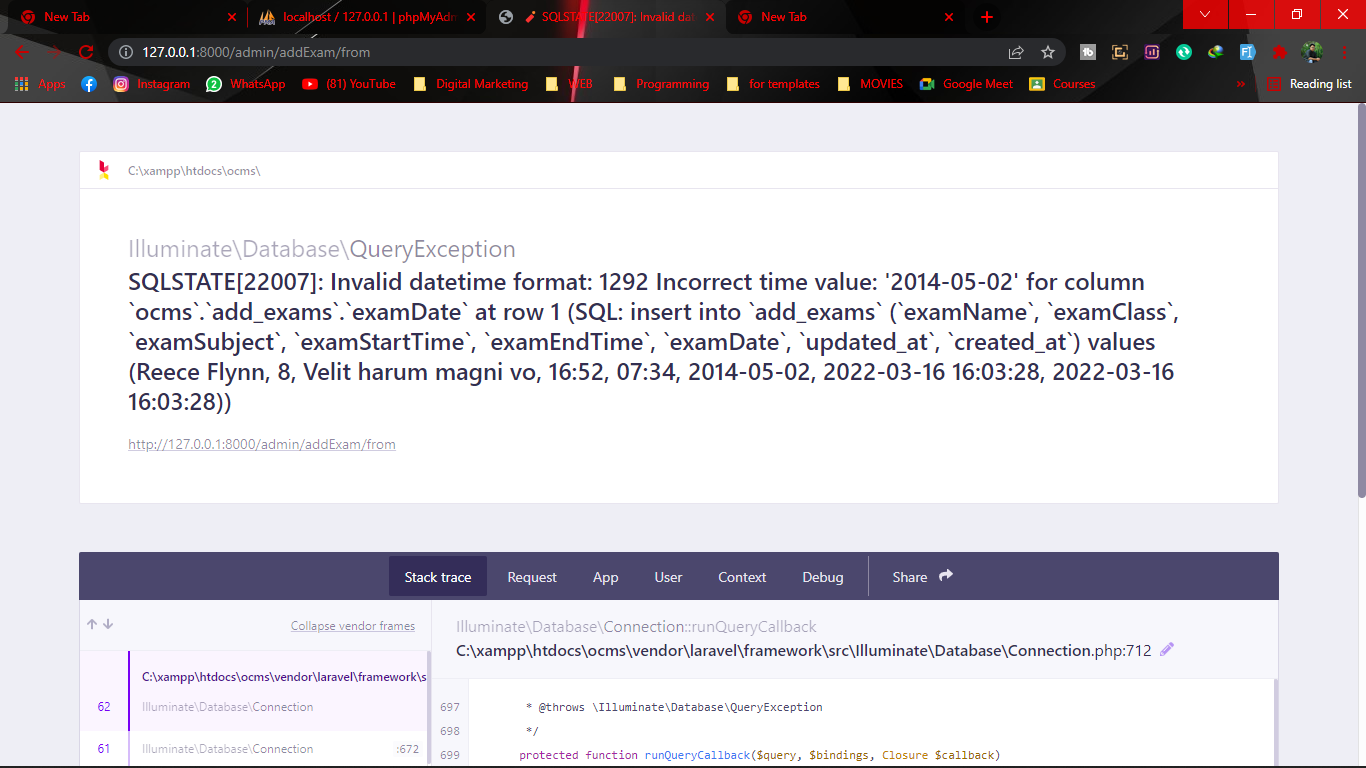 New Tab
localhost / 127.0.0.1 | phpMyAdm
SQLSTATE[22007]: Invalid dat
New Tab
127.0.0.1:8000/admin/addExam/from
Apps
Instagram
WhatsApp
(81) YouTube
Digital Marketing
WEB
Programming
for templates
MOVIES
Google Meet
Courses
»
Reading list
C:\xampp\htdocs\ocms\
Illuminate\Database\QueryException
SQLSTATE[22007]: Invalid datetime format: 1292 Incorrect time value: '2014-05-02' for column
`ocms`.`add_exams`.`examDate` at row 1 (SQL: insert into `add_exams` (`examName`, `examClass`,
`examSubject`, `examStartTime`, `examEndTime`, `examDate`, `updated_at`, `created_at`) values
(Reece Flynn, 8, Velit harum magni vo, 16:52, 07:34, 2014-05-02, 2022-03-16 16:03:28, 2022-03-16
16:03:28))
http://127.0.0.1:8000/admin/addExam/from
Stack trace
Request
App
User
Context
Debug
Share
Collapse vendor frames
C:\xampp\htdocs\ocms\vendor\laravel\framework\s
62
Illuminate\Database\Connection
61
Illuminate\Database\Connection
:672
Illuminate\Database\Connection::runQueryCallback
C:\xampp\htdocs\ocms\vendor\laravel\framework\src\Illuminate\Database\Connection.php:712
697 * @throws \Illuminate\Database\QueryException
698 */
699 protected function runQueryCallback($query, $bindings, Closure $callback)